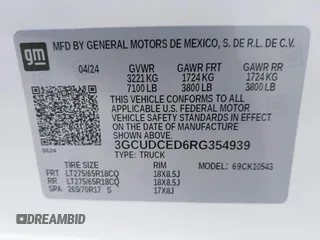 gm
MFD BY GENERAL MOTORS DE MEXICO, S. DE R.L. DE C.V.
04/24 GVWR GAWR FRT GAWR RR
3221 KG 1724 KG 1724 KG
7100 LB 3800 LB 3800 LB
THIS VEHICLE CONFORMS TO ALL
APPLICABLE U.S. FEDERAL MOTOR
VEHICLE SAFETY STANDARDS IN EFFECT ON
THE DATE OF MANUFACTURE SHOWN ABOVE.
3GCUDCED6RG354939
6624 TYPE: TRUCK
TIRE SIZE RIM MODEL: 69CK10543
FRT LT275/65R18CQ 18X8.5J
RR LT275/65R18CQ 18X8.5J
SPA 265/70R17 S 17X8J
DREAMBID